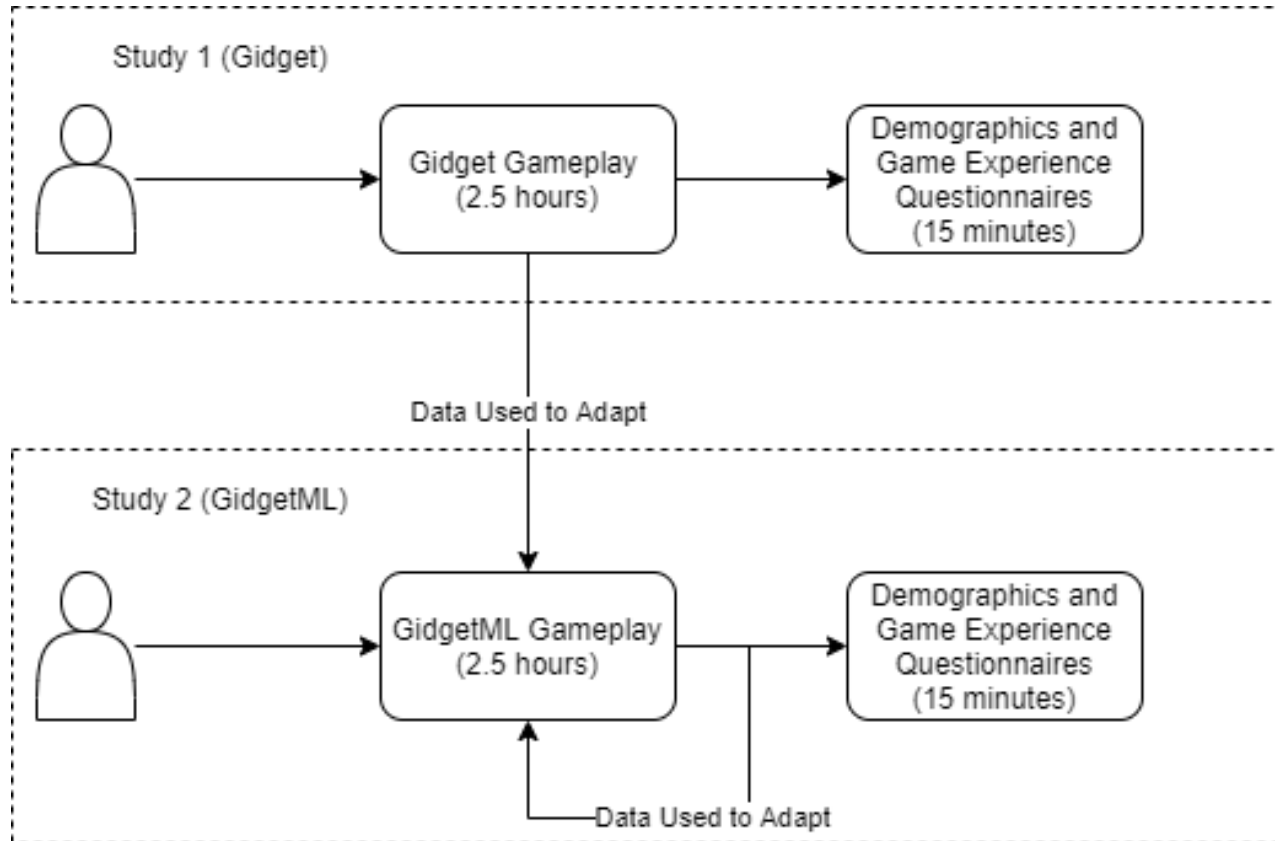 Study 1 (Gidget)
Gidget Gameplay
(2.5 hours)
Demographics and
Game Experience
Questionnaires
(15 minutes)
Data Used to Adapt
Study 2 (GidgetML)
GidgetML Gameplay
(2.5 hours)
Demographics and
Game Experience
Questionnaires
(15 minutes)
Data Used to Adapt